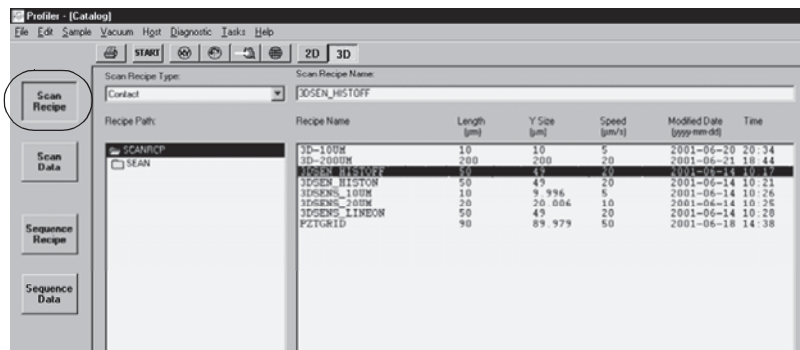 Profiler - [Catalog]
File Edit Sample Vacuum Host Diagnostic Tasks Help
START 2D 3D
Scan Recipe
Scan Data
Sequence Recipe
Sequence Data
Scan Recipe Type:
Contact
Scan Recipe Name:
3DSEN_HISTOFF
Recipe Path:
SCANRCP
SEAN
Recipe Name Length (µm) Y Size (µm) Speed (µm/s) Modified Date (yyyy-mm-dd) Time
3D-10UM 10 10 5 2001-06-20 20:34
3D-200UM 200 200 20 2001-06-21 18:44
3DSEN_HISTOFF 50 49 20 2001-06-14 10:17
3DSEN_HISTON 50 49 20 2001-06-14 10:21
3DSENS_10UM 10 9.996 5 2001-06-14 10:26
3DSENS_20UM 20 20.006 10 2001-06-14 10:25
3DSENS_LINEON 50 49 20 2001-06-14 10:28
PZTGRID 90 89.979 50 2001-06-18 14:38